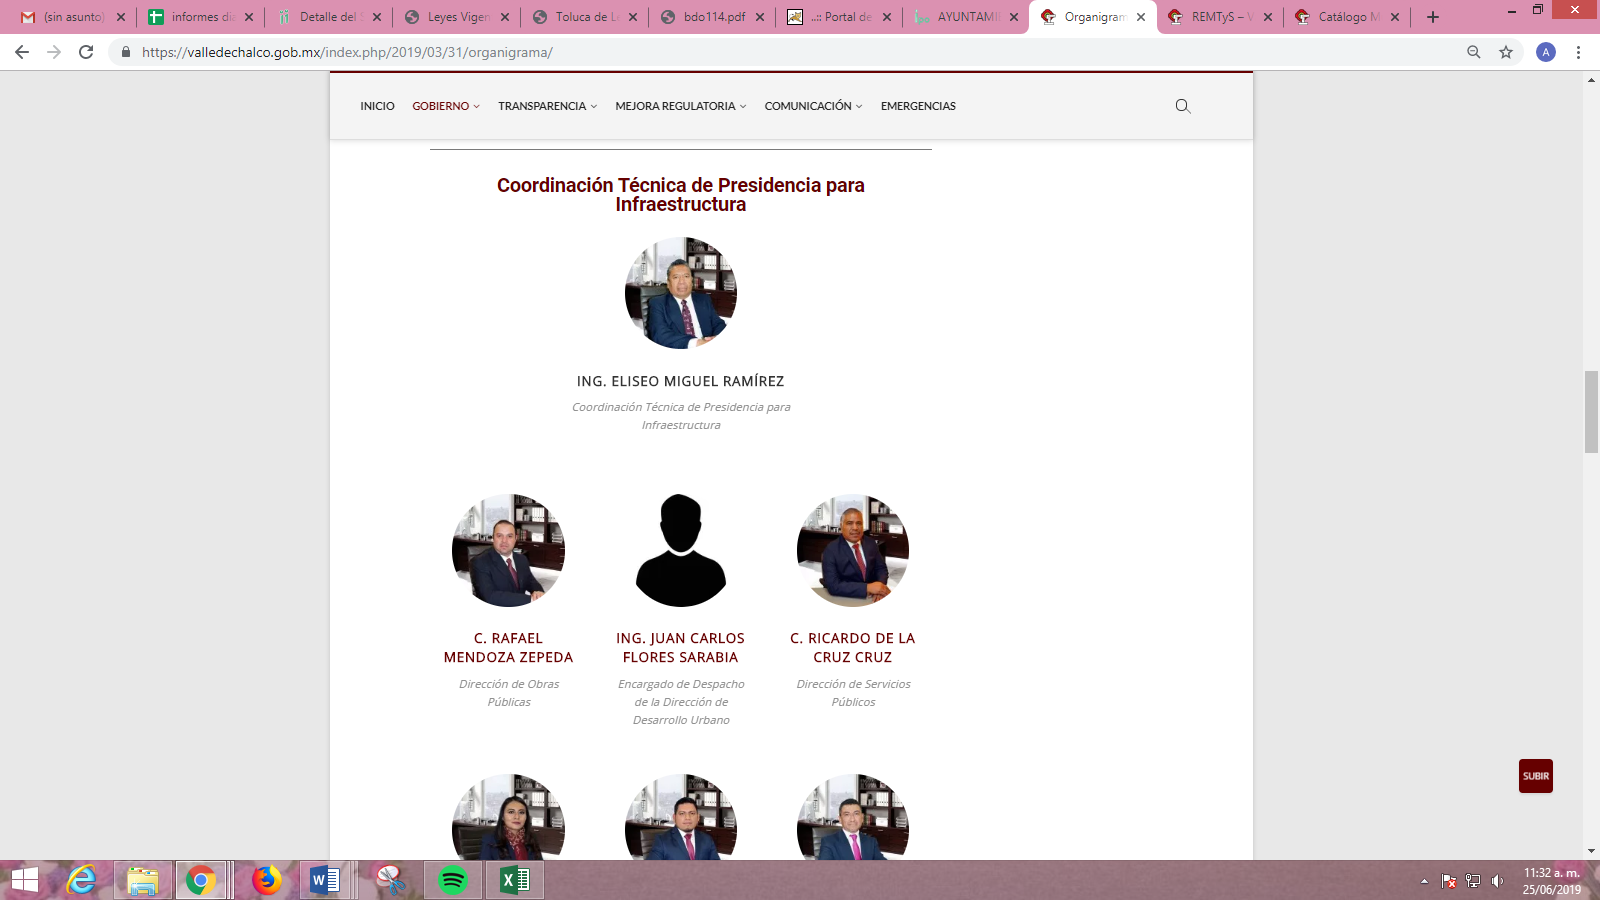 (sin asunto)
informes di
Detalle del S
Leyes Vigen
Toluca de L
bdo114.pdf
..:: Portal de
AYUNTAMI
Organigram
REMTyS – V
Catálogo M
https://valledechalco.gob.mx/index.php/2019/03/31/organigrama/
A
INICIO GOBIERNO TRANSPARENCIA MEJORA REGULATORIA COMUNICACIÓN EMERGENCIAS
Coordinación Técnica de Presidencia para
Infraestructura
ING. ELISEO MIGUEL RAMÍREZ
Coordinación Técnica de Presidencia para
Infraestructura
C. RAFAEL
MENDOZA ZEPEDA
Dirección de Obras
Públicas
ING. JUAN CARLOS
FLORES SARABIA
Encargado de Despacho
de la Dirección de
Desarrollo Urbano
C. RICARDO DE LA
CRUZ CRUZ
Dirección de Servicios
Públicos
SUBIR
11:32 a. m.
25/06/2019